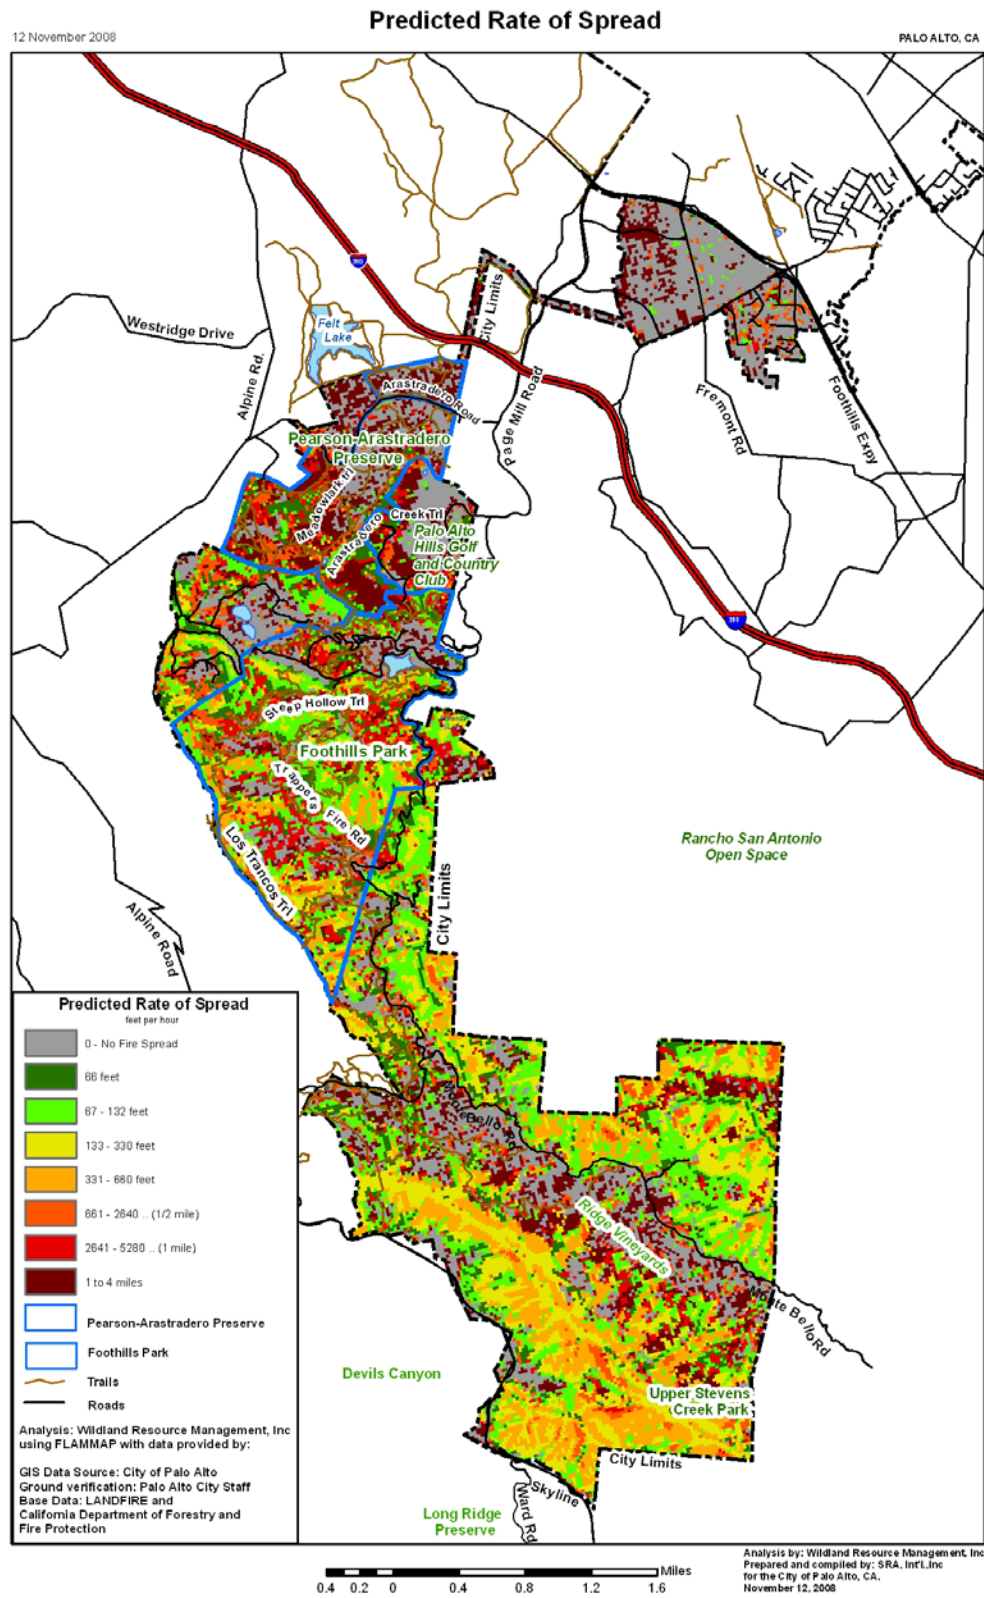 Predicted Rate of Spread
12 November 2008
PALO ALTO, CA
Westridge Drive
Felt
Lake
Alpine Rd.
City Limits
Arastradero Road
Page Mill Road
Fremont Rd
Foothills Expy
Pearson-Arastradero
Preserve
Meadowlark trl
Arastradero
Creek Trl
Palo Alto
Hills Golf
and Country
Club
Steep Hollow Trl
Foothills Park
Trappers Fire Rd
Los Trancos Trl
City Limits
Rancho San Antonio
Open Space
Alpine Road
Monte Bello Rd
Ridge Vineyards
Monte Bello Rd
Devils Canyon
Upper Stevens
Creek Park
City Limits
Skyline
Ward Rd
Long Ridge
Preserve
Predicted Rate of Spread
feet per hour
0 - No Fire Spread
66 feet
67 - 132 feet
133 - 330 feet
331 - 660 feet
661 - 2640 .. (1/2 mile)
2641 - 5280 .. (1 mile)
1 to 4 miles
Pearson-Arastradero Preserve
Foothills Park
Trails
Roads
Analysis: Wildland Resource Management, Inc
using FLAMMAP with data provided by:
GIS Data Source: City of Palo Alto
Ground verification: Palo Alto City Staff
Base Data: LANDFIRE and
California Department of Forestry and
Fire Protection
0.4 0.2 0 0.4 0.8 1.2 1.6
Miles
Analysis by: Wildland Resource Management, Inc
Prepared and compiled by: SRA, Int'l.,Inc
for the City of Palo Alto, CA.
November 12, 2008